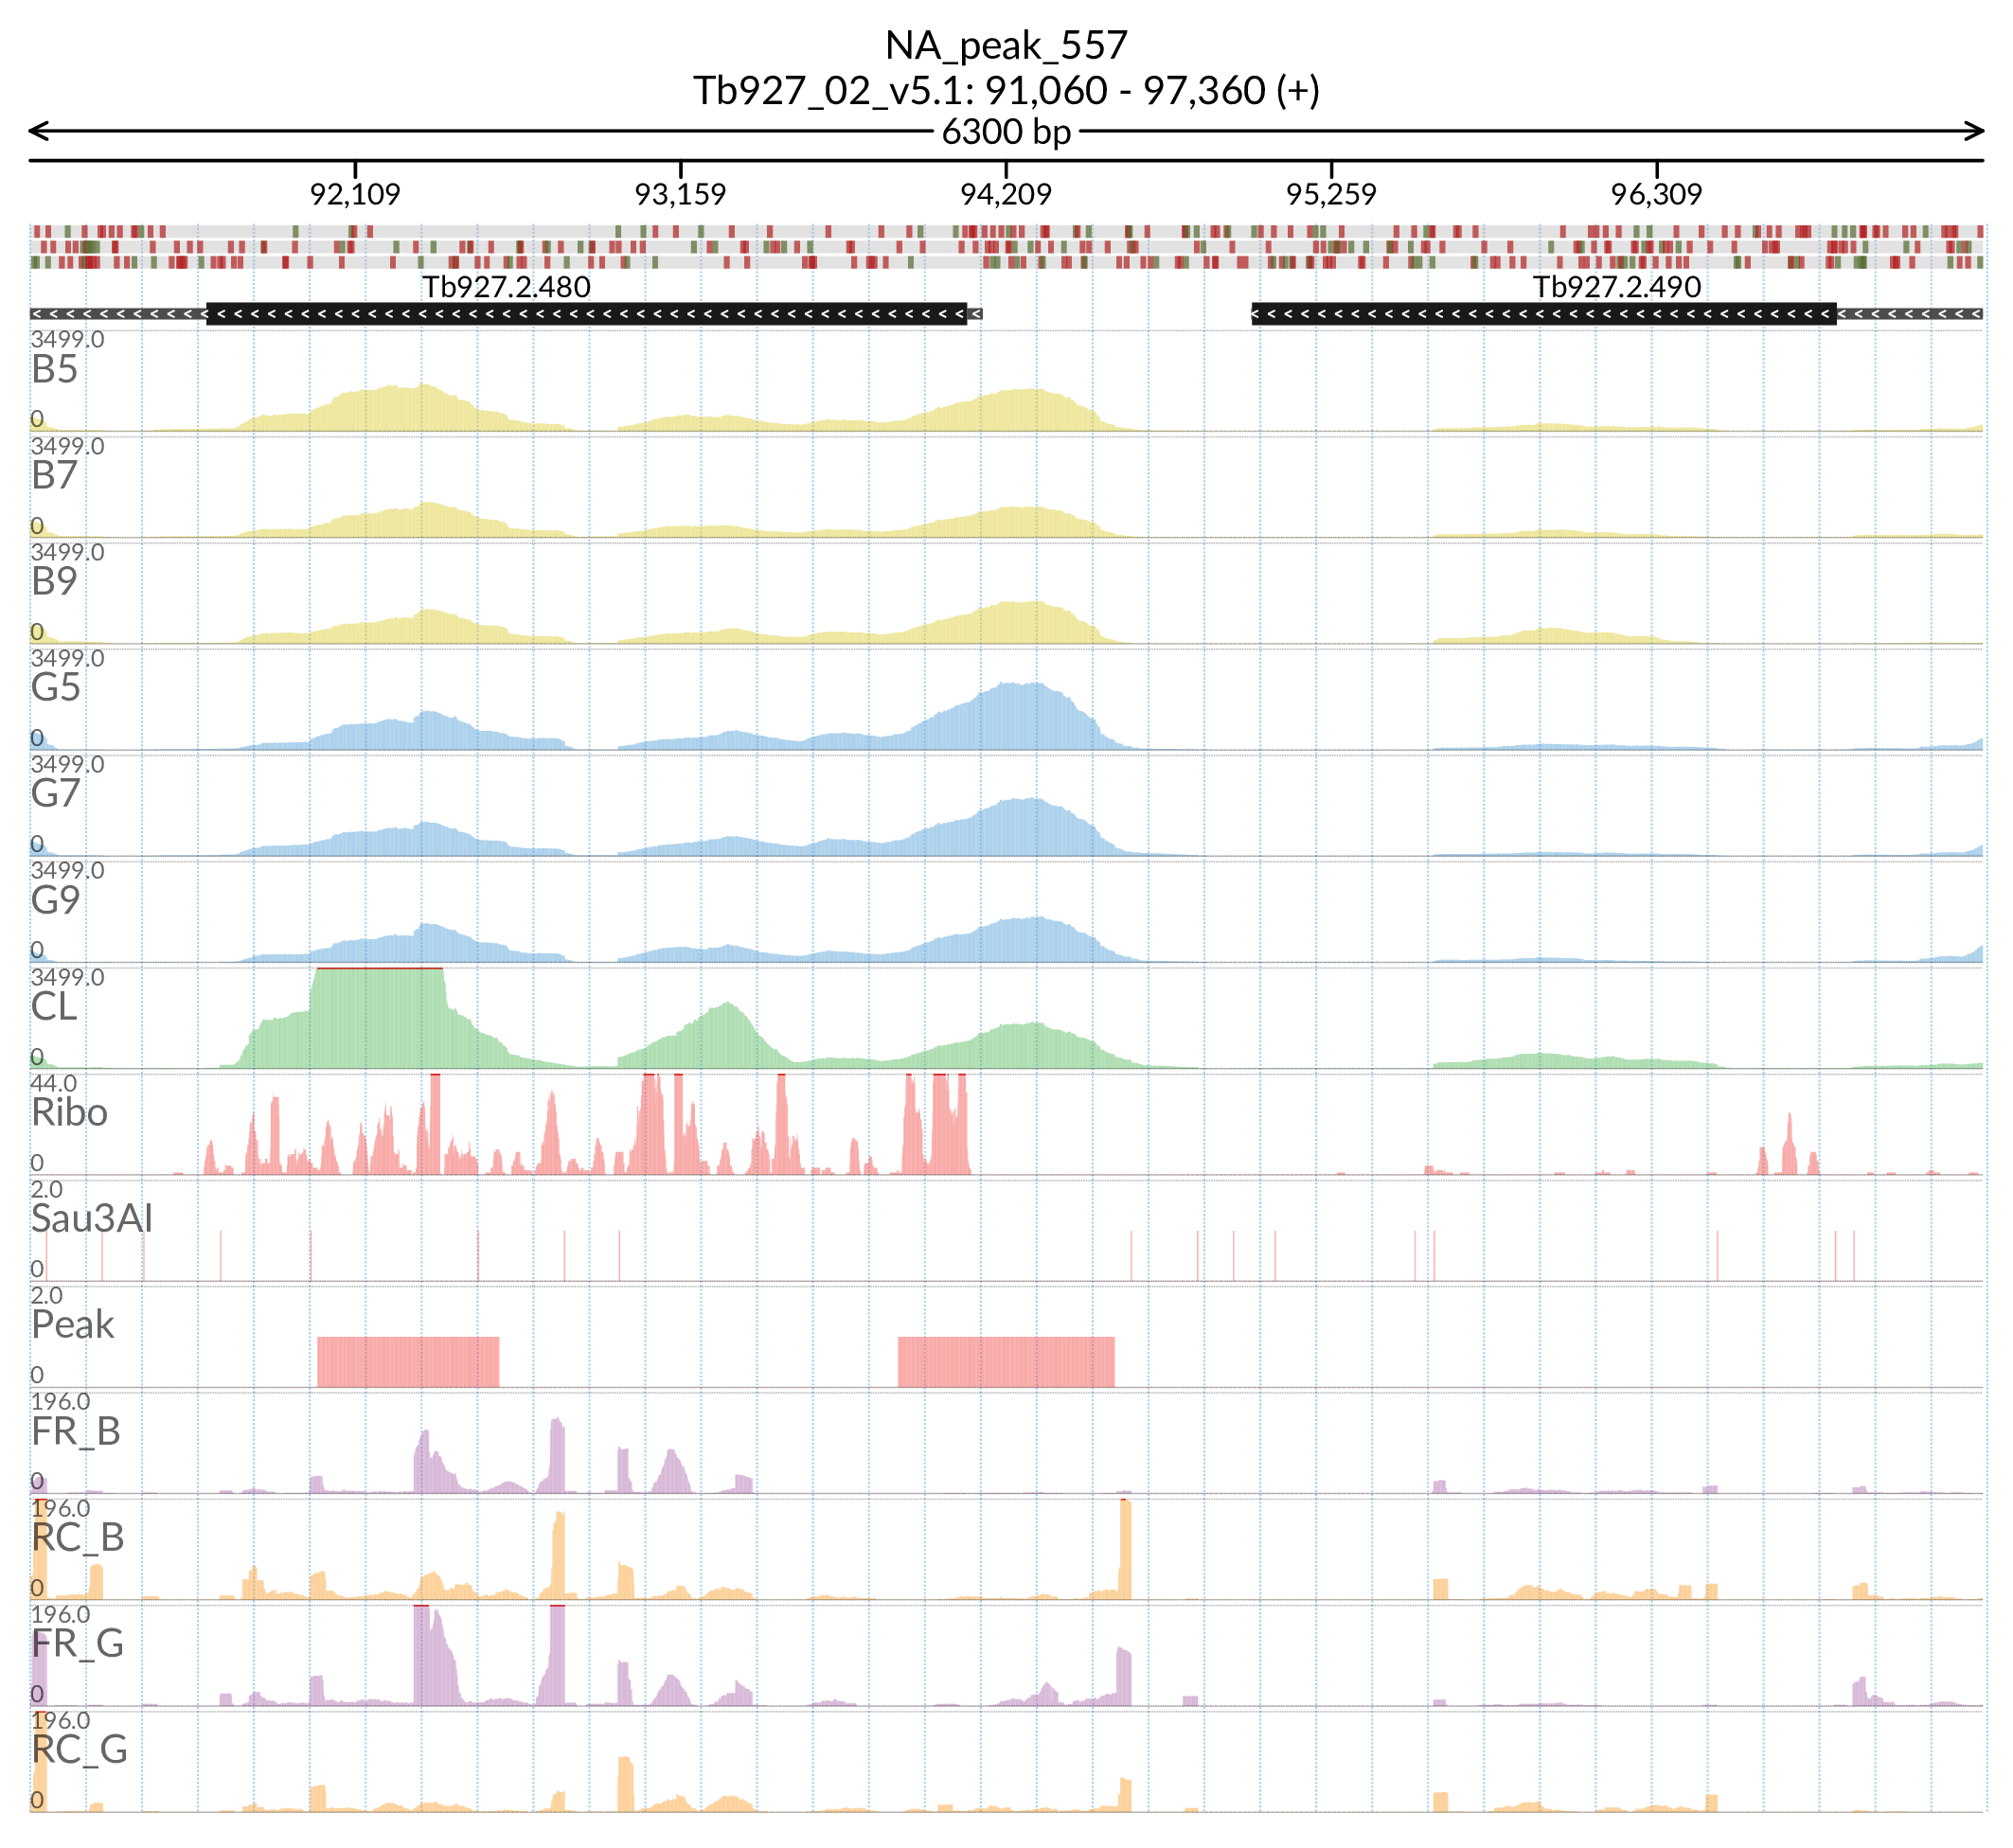 NA_peak_557
Tb927_02_v5.1: 91,060 - 97,360 (+)
6300 bp
92,109 93,159 94,209 95,259 96,309
Tb927.2.480 Tb927.2.490
3499.0
B5
0
3499.0
B7
0
3499.0
B9
0
3499.0
G5
0
3499.0
G7
0
3499.0
G9
0
3499.0
CL
0
44.0
Ribo
0
2.0
Sau3AI
0
2.0
Peak
0
196.0
FR_B
0
196.0
RC_B
0
196.0
FR_G
0
196.0
RC_G
0